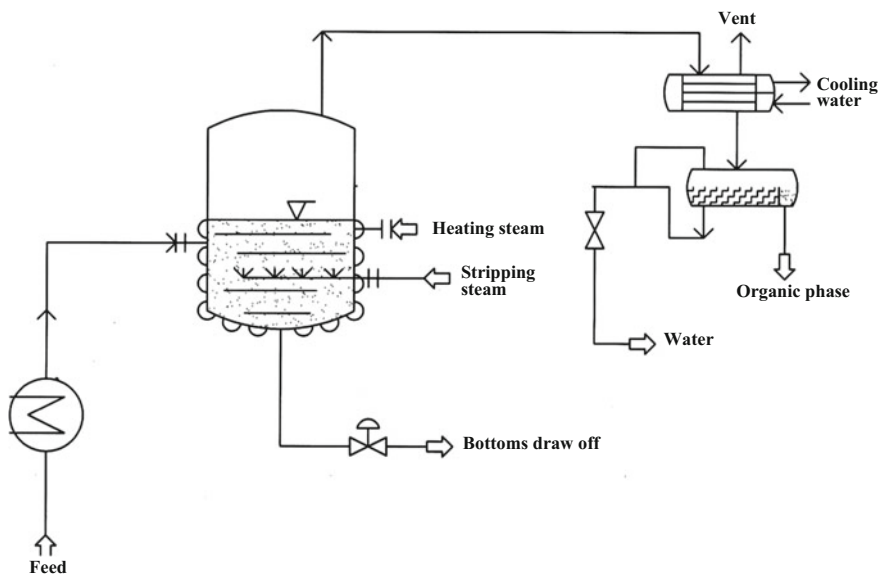 Vent
Cooling
water
Heating steam
Stripping
steam
Organic phase
Water
Bottoms draw off
Feed